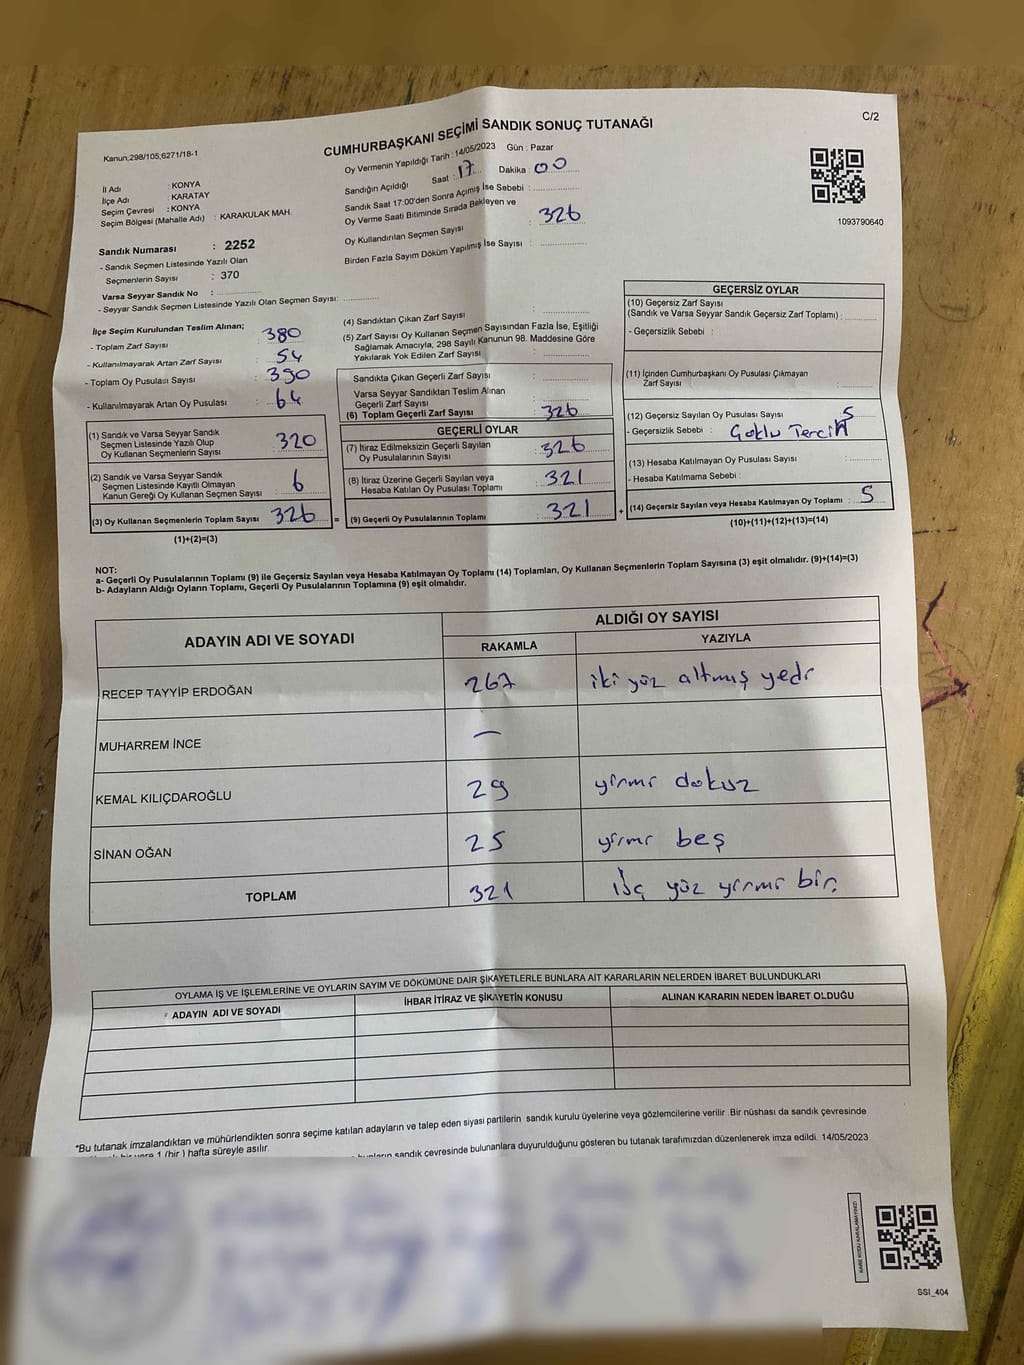 C/2
CUMHURBAŞKANI SEÇİMİ SANDIK SONUÇ TUTANAĞI
Kanun;298/105,6271/18-1
Oy Vermenin Yapıldığı Tarih : 14/05/2023 Gün : Pazar
Sandığın Açıldığı Saat : 17 Dakika : 00
Sandık Saat 17:00'den Sonra Açımış İse Sebebi :
Oy Verme Saati Bitiminde Sırada Bekleyen ve
Oy Kullandırılan Seçmen Sayısı : 326
Birden Fazla Sayım Döküm Yapılmış İse Sayısı :
1093790640
İl Adı : KONYA
İlçe Adı : KARATAY
Seçim Çevresi : KONYA
Seçim Bölgesi (Mahalle Adı) : KARAKULAK MAH.
Sandık Numarası : 2252
- Sandık Seçmen Listesinde Yazılı Olan
Seçmenlerin Sayısı : 370
Varsa Seyyar Sandık No :
- Seyyar Sandık Seçmen Listesinde Yazılı Olan Seçmen Sayısı:
İlçe Seçim Kurulundan Teslim Alınan;
- Toplam Zarf Sayısı : 380
- Kullanılmayarak Artan Zarf Sayısı : 54
- Toplam Oy Pusulası Sayısı : 390
- Kullanılmayarak Artan Oy Pusulası : 64
(1) Sandık ve Varsa Seyyar Sandık
Seçmen Listesinde Yazılı Olup
Oy Kullanan Seçmenlerin Sayısı : 320
(2) Sandık ve Varsa Seyyar Sandık
Seçmen Listesinde Kayıtlı Olmayan
Kanun Gereği Oy Kullanan Seçmen Sayısı : 6
(3) Oy Kullanan Seçmenlerin Toplam Sayısı : 326
(1)+(2)=(3)
(4) Sandıktan Çıkan Zarf Sayısı :
(5) Zarf Sayısı Oy Kullanan Seçmen Sayısından Fazla İse, Eşitliği
Sağlamak Amacıyla, 298 Sayılı Kanunun 98. Maddesine Göre
Yakılarak Yok Edilen Zarf Sayısı :
Sandıkta Çıkan Geçerli Zarf Sayısı :
Varsa Seyyar Sandıktan Teslim Alınan
Geçerli Zarf Sayısı :
(6) Toplam Geçerli Zarf Sayısı : 326
GEÇERLİ OYLAR
(7) İtiraz Edilmeksizin Geçerli Sayılan
Oy Pusulalarının Sayısı : 326
(8) İtiraz Üzerine Geçerli Sayılan veya
Hesaba Katılan Oy Pusulası Toplamı : 321
= (9) Geçerli Oy Pusulalarının Toplamı : 321 +
GEÇERSİZ OYLAR
(10) Geçersiz Zarf Sayısı
(Sandık ve Varsa Seyyar Sandık Geçersiz Zarf Toplamı) :
- Geçersizlik Sebebi :
(11) İçinden Cumhurbaşkanı Oy Pusulası Çıkmayan
Zarf Sayısı :
(12) Geçersiz Sayılan Oy Pusulası Sayısı : 5
- Geçersizlik Sebebi : Çoklu Tercih
(13) Hesaba Katılmayan Oy Pusulası Sayısı :
- Hesaba Katılmama Sebebi :
(14) Geçersiz Sayılan veya Hesaba Katılmayan Oy Toplamı : 5
(10)+(11)+(12)+(13)=(14)
NOT:
a- Geçerli Oy Pusulalarının Toplamı (9) ile Geçersiz Sayılan veya Hesaba Katılmayan Oy Toplamı (14) Toplamları, Oy Kullanan Seçmenlerin Toplam Sayısına (3) eşit olmalıdır. (9)+(14)=(3)
b- Adayların Aldığı Oyların Toplamı, Geçerli Oy Pusulalarının Toplamına (9) eşit olmalıdır.
ADAYIN ADI VE SOYADI ALDIĞI OY SAYISI
RAKAMLA YAZIYLA
RECEP TAYYİP ERDOĞAN 267 iki yüz altmış yedi
MUHARREM İNCE —
KEMAL KILIÇDAROĞLU 29 yirmi dokuz
SİNAN OĞAN 25 yirmi beş
TOPLAM 321 üç yüz yirmi bir.
OYLAMA İŞ VE İŞLEMLERİNE VE OYLARIN SAYIM VE DÖKÜMÜNE DAİR ŞİKAYETLERLE BUNLARA AİT KARARLARIN NELERDEN İBARET BULUNDUKLARI
ADAYIN ADI VE SOYADI İHBAR İTİRAZ VE ŞİKAYETİN KONUSU ALINAN KARARIN NEDEN İBARET OLDUĞU
*Bu tutanak imzalandıktan ve mühürlendikten sonra seçime katılan adayların ve talep eden siyasi partilerin sandık kurulu üyelerine veya gözlemcilerine verilir. Bir nüshası da sandık çevresinde
1 (bir ) hafta süreyle asılır.
sandık çevresinde bulunanlara duyurulduğunu gösteren bu tutanak tarafımızdan düzenlenerek imza edildi. 14/05/2023
KARE KODU KARALAMAYINIZ!
SSI_404